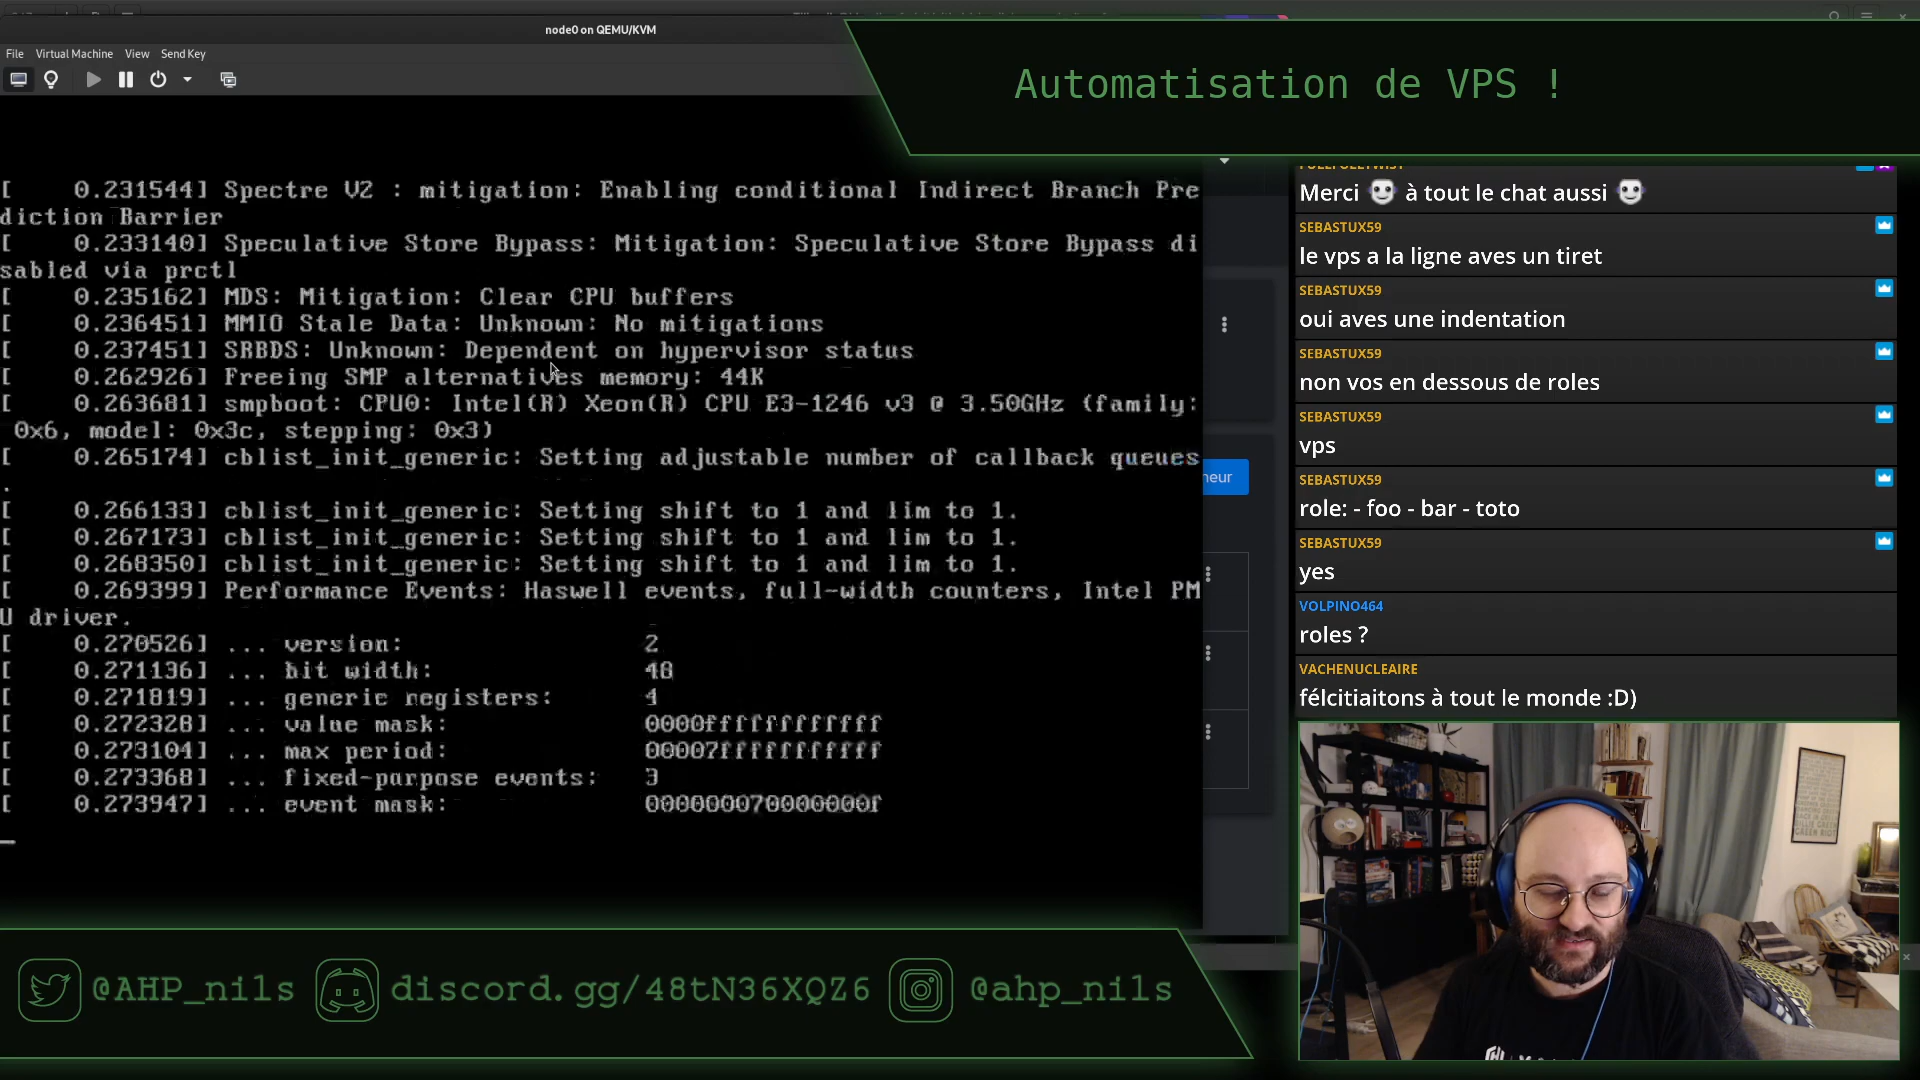 node0 on QEMU/KVM
File Virtual Machine View Send Key
Automatisation de VPS !
[    0.231544] Spectre V2 : mitigation: Enabling conditional Indirect Branch Pre
diction Barrier
[    0.233140] Speculative Store Bypass: Mitigation: Speculative Store Bypass di
sabled via prctl
[    0.235162] MDS: Mitigation: Clear CPU buffers
[    0.236451] MMIO Stale Data: Unknown: No mitigations
[    0.237451] SRBDS: Unknown: Dependent on hypervisor status
[    0.262926] Freeing SMP alternatives memory: 44K
[    0.263681] smpboot: CPU0: Intel(R) Xeon(R) CPU E3-1246 v3 @ 3.50GHz (family:
0x6, model: 0x3c, stepping: 0x3)
[    0.265174] cblist_init_generic: Setting adjustable number of callback queues
.
[    0.266133] cblist_init_generic: Setting shift to 1 and lim to 1.
[    0.267173] cblist_init_generic: Setting shift to 1 and lim to 1.
[    0.268350] cblist_init_generic: Setting shift to 1 and lim to 1.
[    0.269399] Performance Events: Haswell events, full-width counters, Intel PM
U driver.
[    0.270526] ... version:                2
[    0.271136] ... bit width:              48
[    0.271819] ... generic registers:      4
[    0.272328] ... value mask:             0000ffffffffffff
[    0.273104] ... max period:             00007fffffffffff
[    0.273368] ... fixed-purpose events:   3
[    0.273947] ... event mask:             000000070000000f
neur
Merci à tout le chat aussi
SEBASTUX59
le vps a la ligne aves un tiret
SEBASTUX59
oui aves une indentation
SEBASTUX59
non vos en dessous de roles
SEBASTUX59
vps
SEBASTUX59
role: - foo - bar - toto
SEBASTUX59
yes
VOLPINO464
roles ?
VACHENUCLEAIRE
félcitiaitons à tout le monde :D)
@AHP_nils
discord.gg/48tN36XQZ6
@ahp_nils